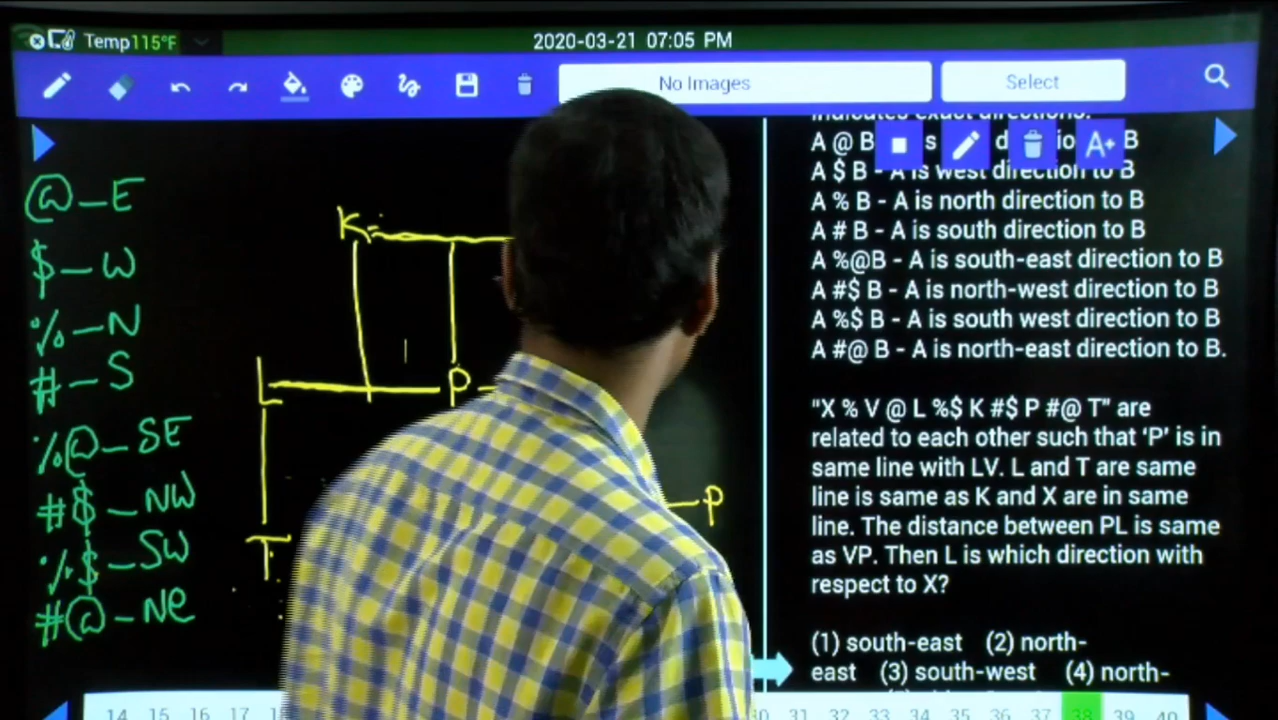 Temp115°F
2020-03-21 07:05 PM
No Images
Select
@ - E
$ - W
% - N
# - S
%@ - SE
#$ - NW
%$ - SW
#@ - Ne
K
L
P
T
P
indicates exact directions.
A @ B
B
A $ B - A is west direction to B
A % B - A is north direction to B
A # B - A is south direction to B
A %@B - A is south-east direction to B
A #$ B - A is north-west direction to B
A %$ B - A is south west direction to B
A #@ B - A is north-east direction to B.
"X % V @ L %$ K #$ P #@ T" are
related to each other such that ‘P’ is in
same line with LV. L and T are same
line is same as K and X are in same
line. The distance between PL is same
as VP. Then L is which direction with
respect to X?
(1) south-east (2) north-
east (3) south-west (4) north-
14 15 16 17 30 31 32 33 34 35 36 37 38 39 40